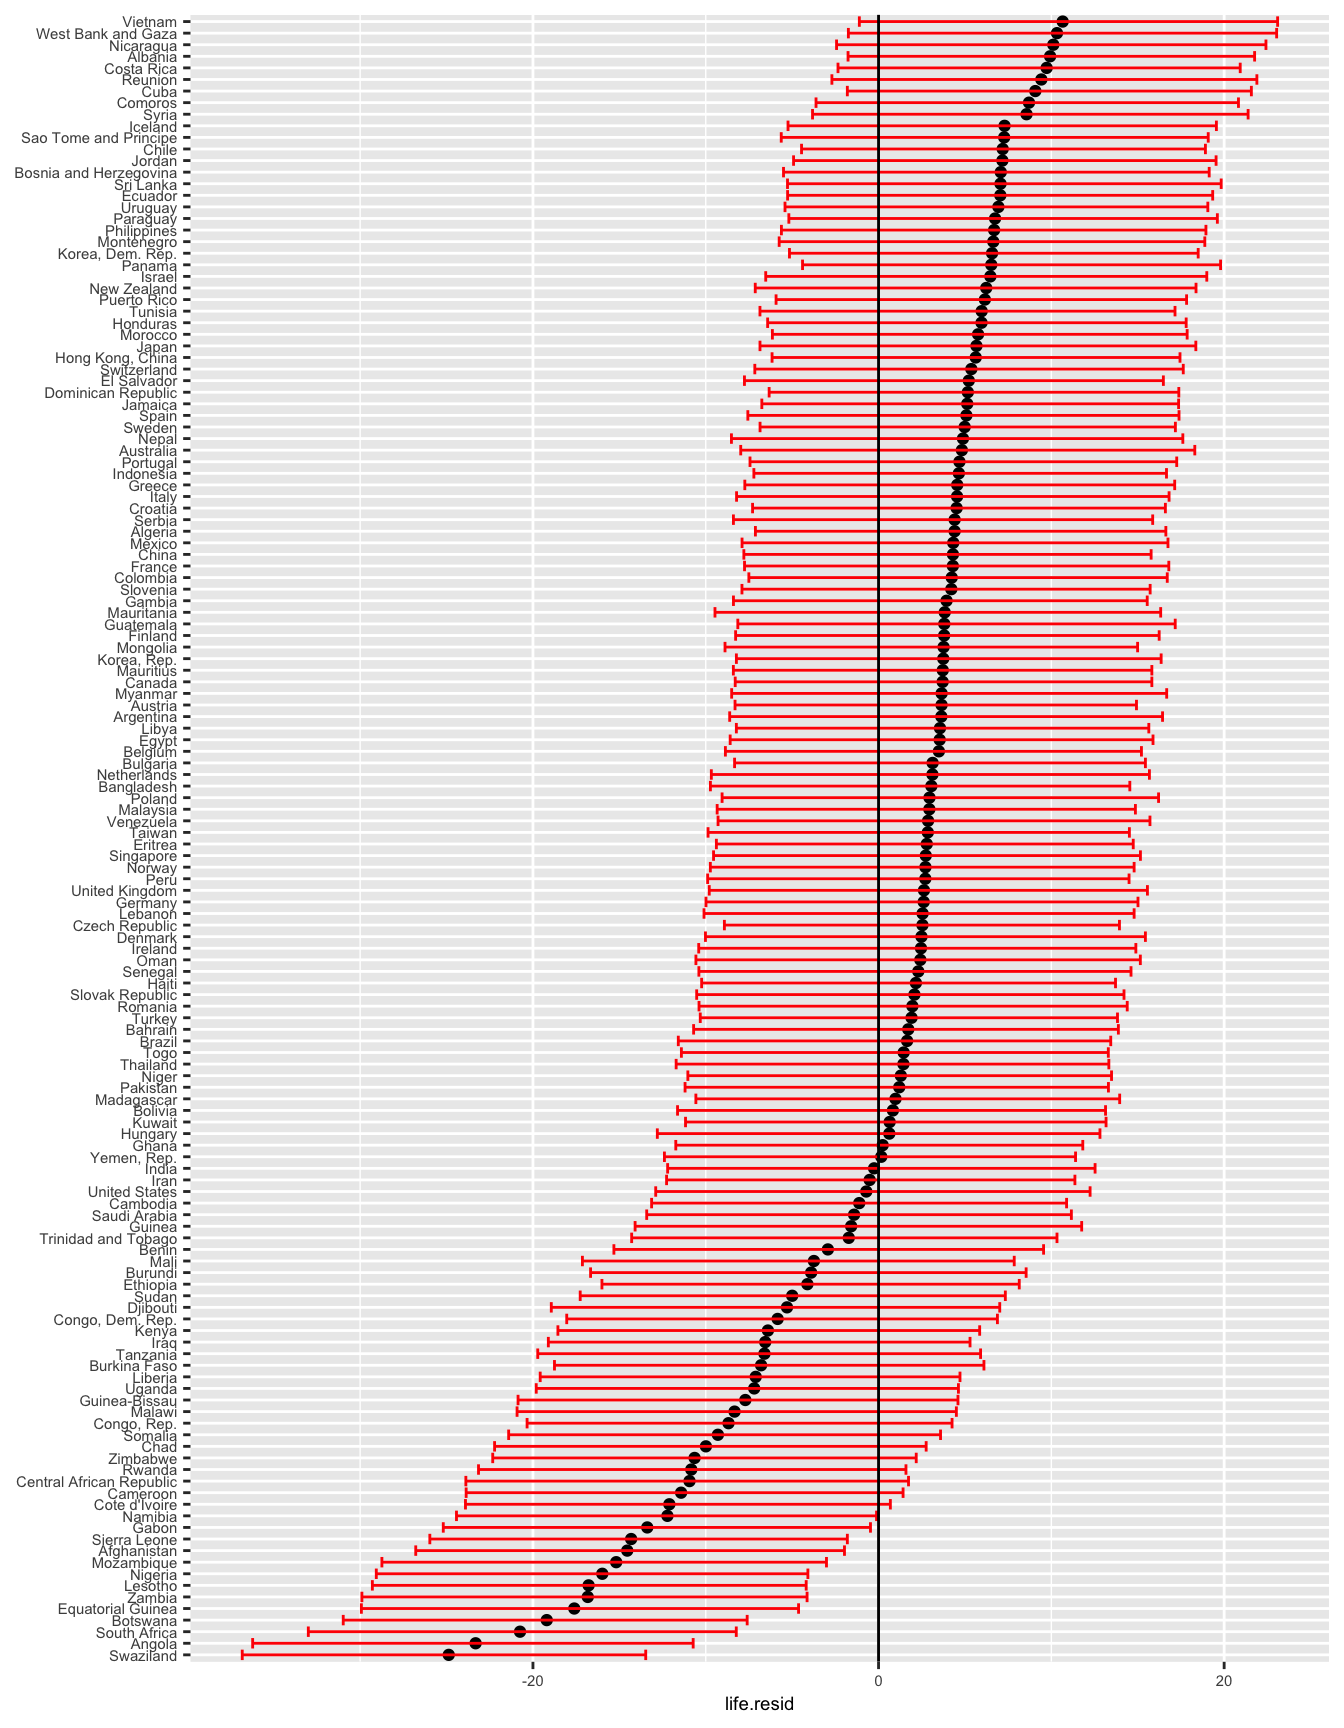 Vietnam
West Bank and Gaza
Nicaragua
Albania
Costa Rica
Reunion
Cuba
Comoros
Syria
Iceland
Sao Tome and Principe
Chile
Jordan
Bosnia and Herzegovina
Sri Lanka
Ecuador
Uruguay
Paraguay
Philippines
Montenegro
Korea, Dem. Rep.
Panama
Israel
New Zealand
Puerto Rico
Tunisia
Honduras
Morocco
Japan
Hong Kong, China
Switzerland
El Salvador
Dominican Republic
Jamaica
Spain
Sweden
Nepal
Australia
Portugal
Indonesia
Greece
Italy
Croatia
Serbia
Algeria
Mexico
China
France
Colombia
Slovenia
Gambia
Mauritania
Guatemala
Finland
Mongolia
Korea, Rep.
Mauritius
Canada
Myanmar
Austria
Argentina
Libya
Egypt
Belgium
Bulgaria
Netherlands
Bangladesh
Poland
Malaysia
Venezuela
Taiwan
Eritrea
Singapore
Norway
Peru
United Kingdom
Germany
Lebanon
Czech Republic
Denmark
Ireland
Oman
Senegal
Haiti
Slovak Republic
Romania
Turkey
Bahrain
Brazil
Togo
Thailand
Niger
Pakistan
Madagascar
Bolivia
Kuwait
Hungary
Ghana
Yemen, Rep.
India
Iran
United States
Cambodia
Saudi Arabia
Guinea
Trinidad and Tobago
Benin
Mali
Burundi
Ethiopia
Sudan
Djibouti
Congo, Dem. Rep.
Kenya
Iraq
Tanzania
Burkina Faso
Liberia
Uganda
Guinea-Bissau
Malawi
Congo, Rep.
Somalia
Chad
Zimbabwe
Rwanda
Central African Republic
Cameroon
Cote d'Ivoire
Namibia
Gabon
Sierra Leone
Afghanistan
Mozambique
Nigeria
Lesotho
Zambia
Equatorial Guinea
Botswana
South Africa
Angola
Swaziland
-20 0 20
life.resid